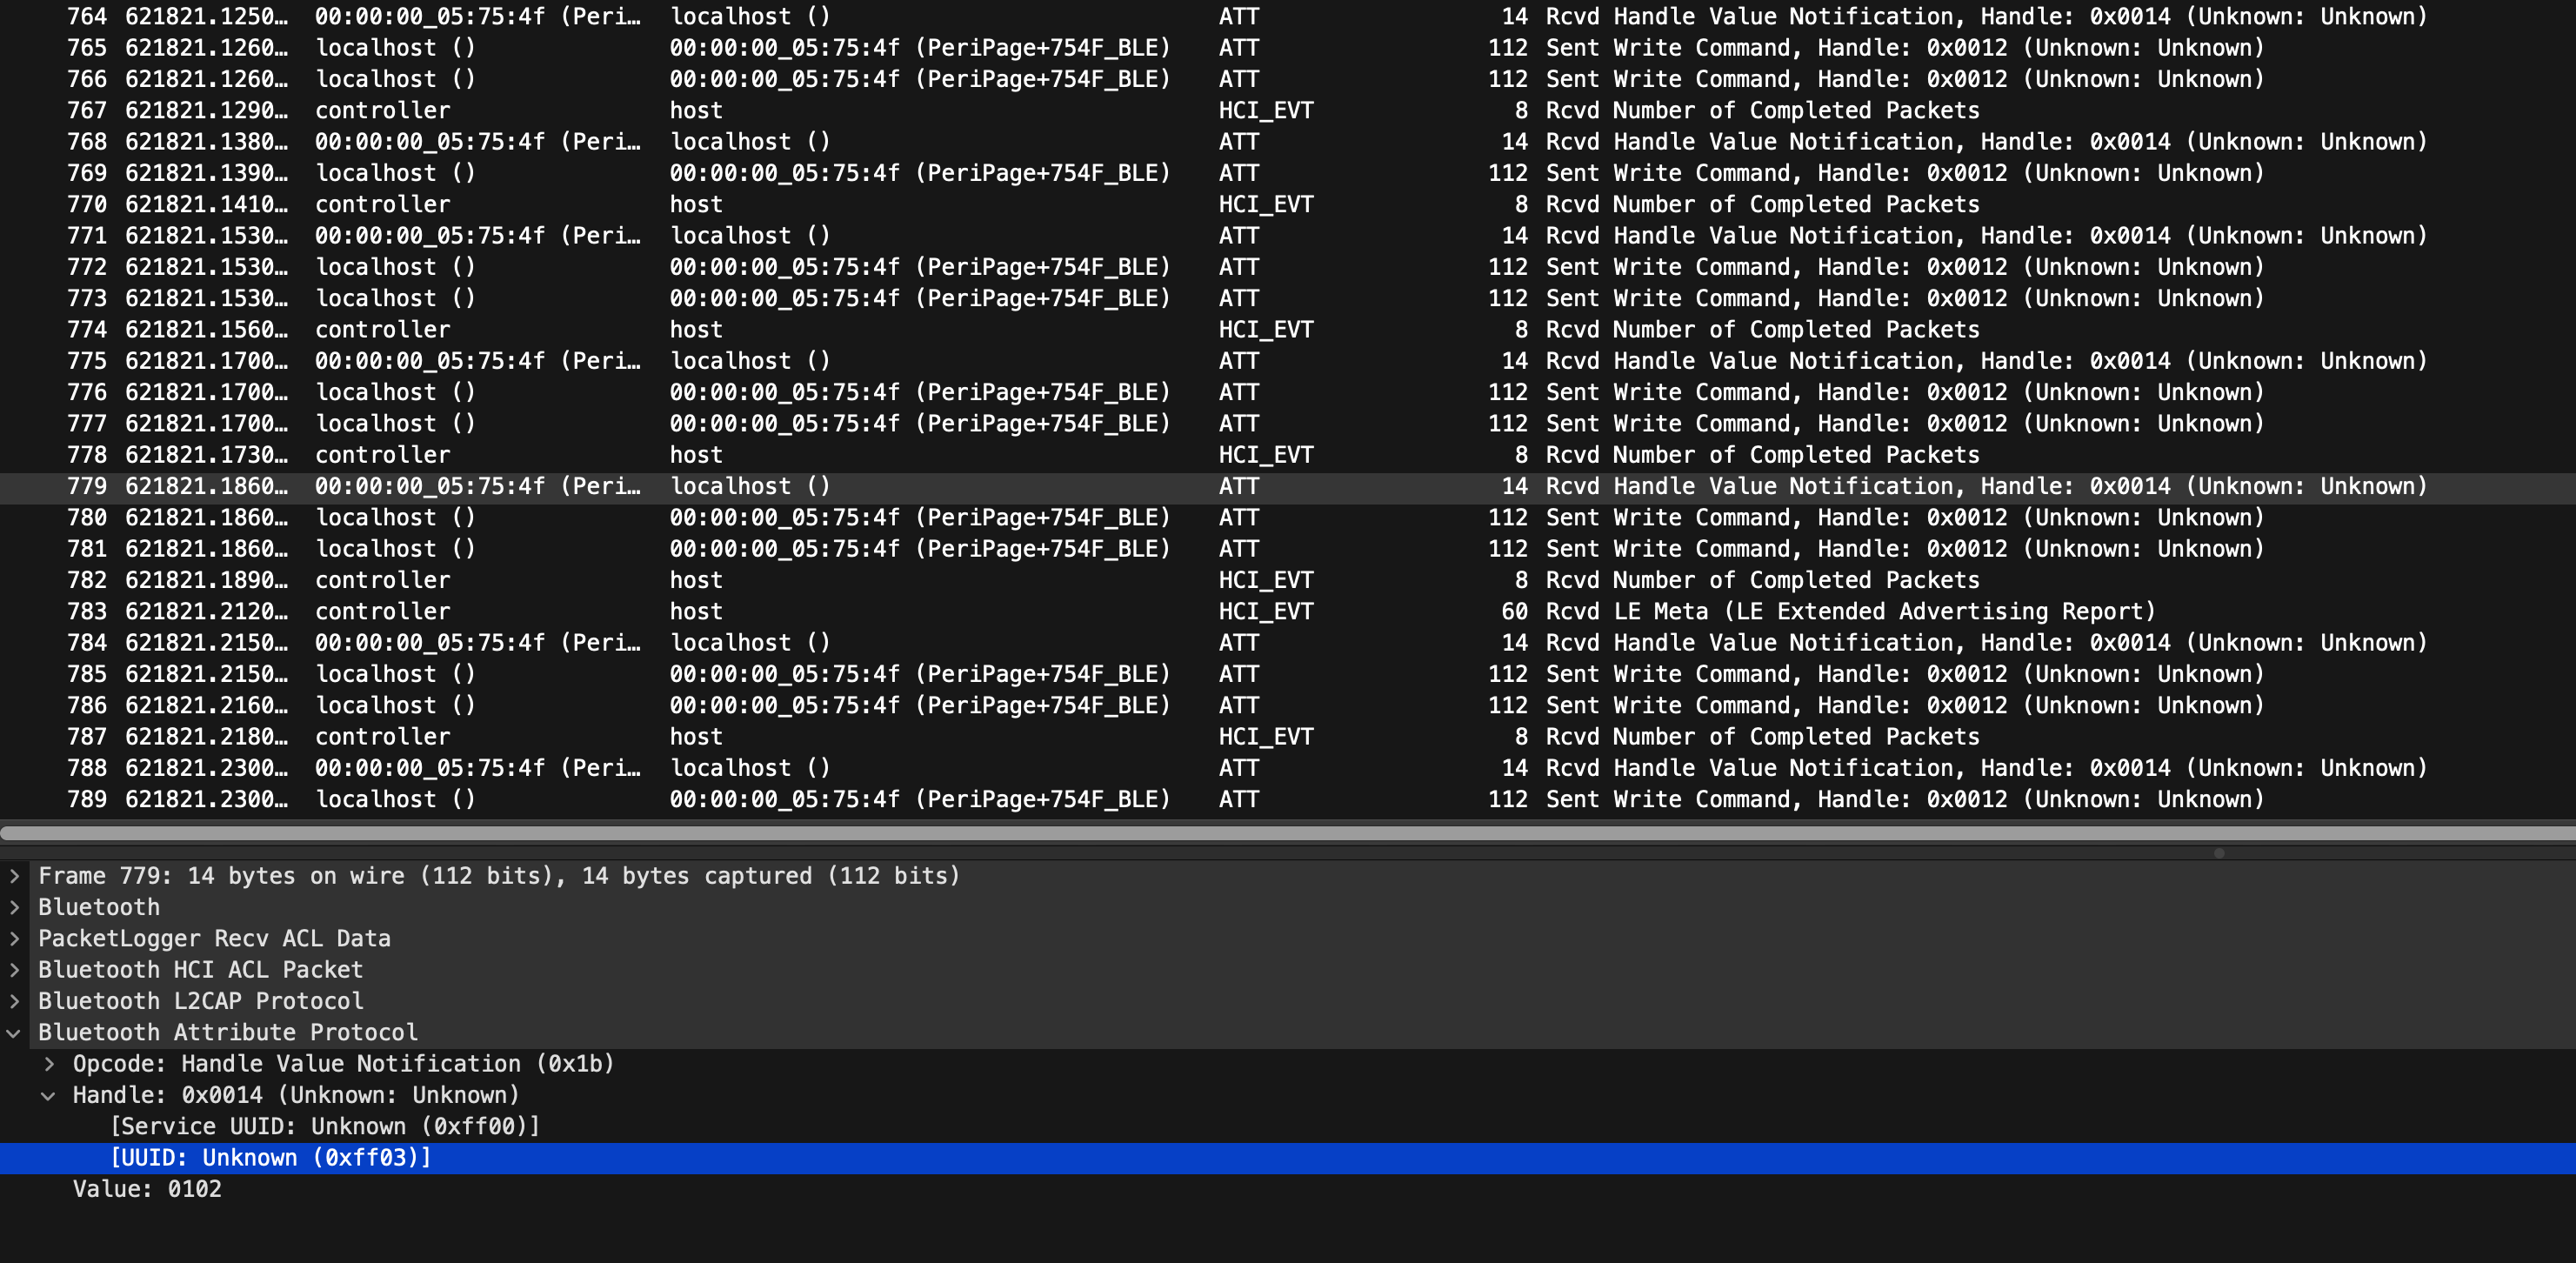 764 621821.1250… 00:00:00_05:75:4f (Peri… localhost () ATT 14 Rcvd Handle Value Notification, Handle: 0x0014 (Unknown: Unknown)
765 621821.1260… localhost () 00:00:00_05:75:4f (PeriPage+754F_BLE) ATT 112 Sent Write Command, Handle: 0x0012 (Unknown: Unknown)
766 621821.1260… localhost () 00:00:00_05:75:4f (PeriPage+754F_BLE) ATT 112 Sent Write Command, Handle: 0x0012 (Unknown: Unknown)
767 621821.1290… controller host HCI_EVT 8 Rcvd Number of Completed Packets
768 621821.1380… 00:00:00_05:75:4f (Peri… localhost () ATT 14 Rcvd Handle Value Notification, Handle: 0x0014 (Unknown: Unknown)
769 621821.1390… localhost () 00:00:00_05:75:4f (PeriPage+754F_BLE) ATT 112 Sent Write Command, Handle: 0x0012 (Unknown: Unknown)
770 621821.1410… controller host HCI_EVT 8 Rcvd Number of Completed Packets
771 621821.1530… 00:00:00_05:75:4f (Peri… localhost () ATT 14 Rcvd Handle Value Notification, Handle: 0x0014 (Unknown: Unknown)
772 621821.1530… localhost () 00:00:00_05:75:4f (PeriPage+754F_BLE) ATT 112 Sent Write Command, Handle: 0x0012 (Unknown: Unknown)
773 621821.1530… localhost () 00:00:00_05:75:4f (PeriPage+754F_BLE) ATT 112 Sent Write Command, Handle: 0x0012 (Unknown: Unknown)
774 621821.1560… controller host HCI_EVT 8 Rcvd Number of Completed Packets
775 621821.1700… 00:00:00_05:75:4f (Peri… localhost () ATT 14 Rcvd Handle Value Notification, Handle: 0x0014 (Unknown: Unknown)
776 621821.1700… localhost () 00:00:00_05:75:4f (PeriPage+754F_BLE) ATT 112 Sent Write Command, Handle: 0x0012 (Unknown: Unknown)
777 621821.1700… localhost () 00:00:00_05:75:4f (PeriPage+754F_BLE) ATT 112 Sent Write Command, Handle: 0x0012 (Unknown: Unknown)
778 621821.1730… controller host HCI_EVT 8 Rcvd Number of Completed Packets
779 621821.1860… 00:00:00_05:75:4f (Peri… localhost () ATT 14 Rcvd Handle Value Notification, Handle: 0x0014 (Unknown: Unknown)
780 621821.1860… localhost () 00:00:00_05:75:4f (PeriPage+754F_BLE) ATT 112 Sent Write Command, Handle: 0x0012 (Unknown: Unknown)
781 621821.1860… localhost () 00:00:00_05:75:4f (PeriPage+754F_BLE) ATT 112 Sent Write Command, Handle: 0x0012 (Unknown: Unknown)
782 621821.1890… controller host HCI_EVT 8 Rcvd Number of Completed Packets
783 621821.2120… controller host HCI_EVT 60 Rcvd LE Meta (LE Extended Advertising Report)
784 621821.2150… 00:00:00_05:75:4f (Peri… localhost () ATT 14 Rcvd Handle Value Notification, Handle: 0x0014 (Unknown: Unknown)
785 621821.2150… localhost () 00:00:00_05:75:4f (PeriPage+754F_BLE) ATT 112 Sent Write Command, Handle: 0x0012 (Unknown: Unknown)
786 621821.2160… localhost () 00:00:00_05:75:4f (PeriPage+754F_BLE) ATT 112 Sent Write Command, Handle: 0x0012 (Unknown: Unknown)
787 621821.2180… controller host HCI_EVT 8 Rcvd Number of Completed Packets
788 621821.2300… 00:00:00_05:75:4f (Peri… localhost () ATT 14 Rcvd Handle Value Notification, Handle: 0x0014 (Unknown: Unknown)
789 621821.2300… localhost () 00:00:00_05:75:4f (PeriPage+754F_BLE) ATT 112 Sent Write Command, Handle: 0x0012 (Unknown: Unknown)
Frame 779: 14 bytes on wire (112 bits), 14 bytes captured (112 bits)
Bluetooth
PacketLogger Recv ACL Data
Bluetooth HCI ACL Packet
Bluetooth L2CAP Protocol
Bluetooth Attribute Protocol
Opcode: Handle Value Notification (0x1b)
Handle: 0x0014 (Unknown: Unknown)
[Service UUID: Unknown (0xff00)]
[UUID: Unknown (0xff03)]
Value: 0102